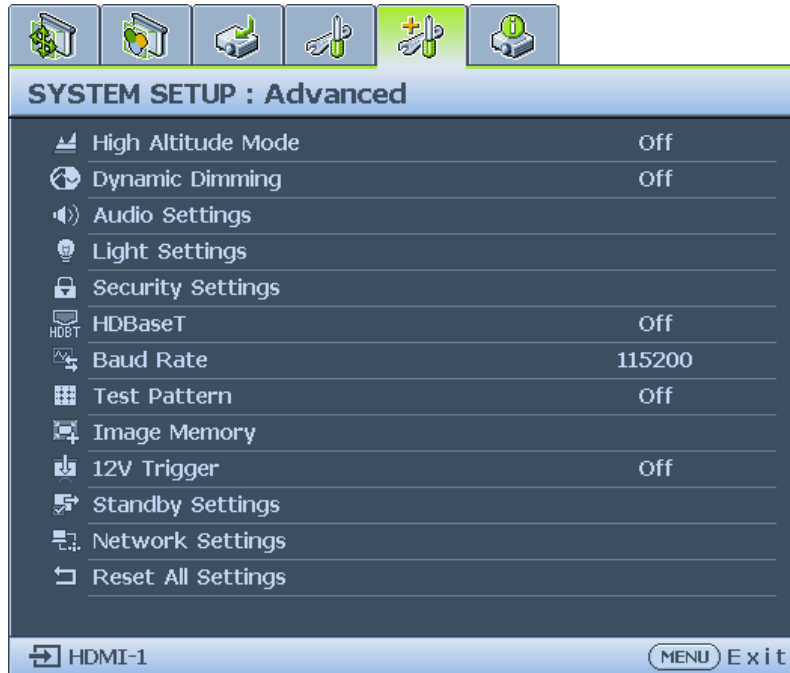 SYSTEM SETUP : Advanced
High Altitude Mode Off
Dynamic Dimming Off
Audio Settings
Light Settings
Security Settings
HDBT HDBaseT Off
Baud Rate 115200
Test Pattern Off
Image Memory
12V Trigger Off
Standby Settings
Network Settings
Reset All Settings
HDMI-1 MENU Exit